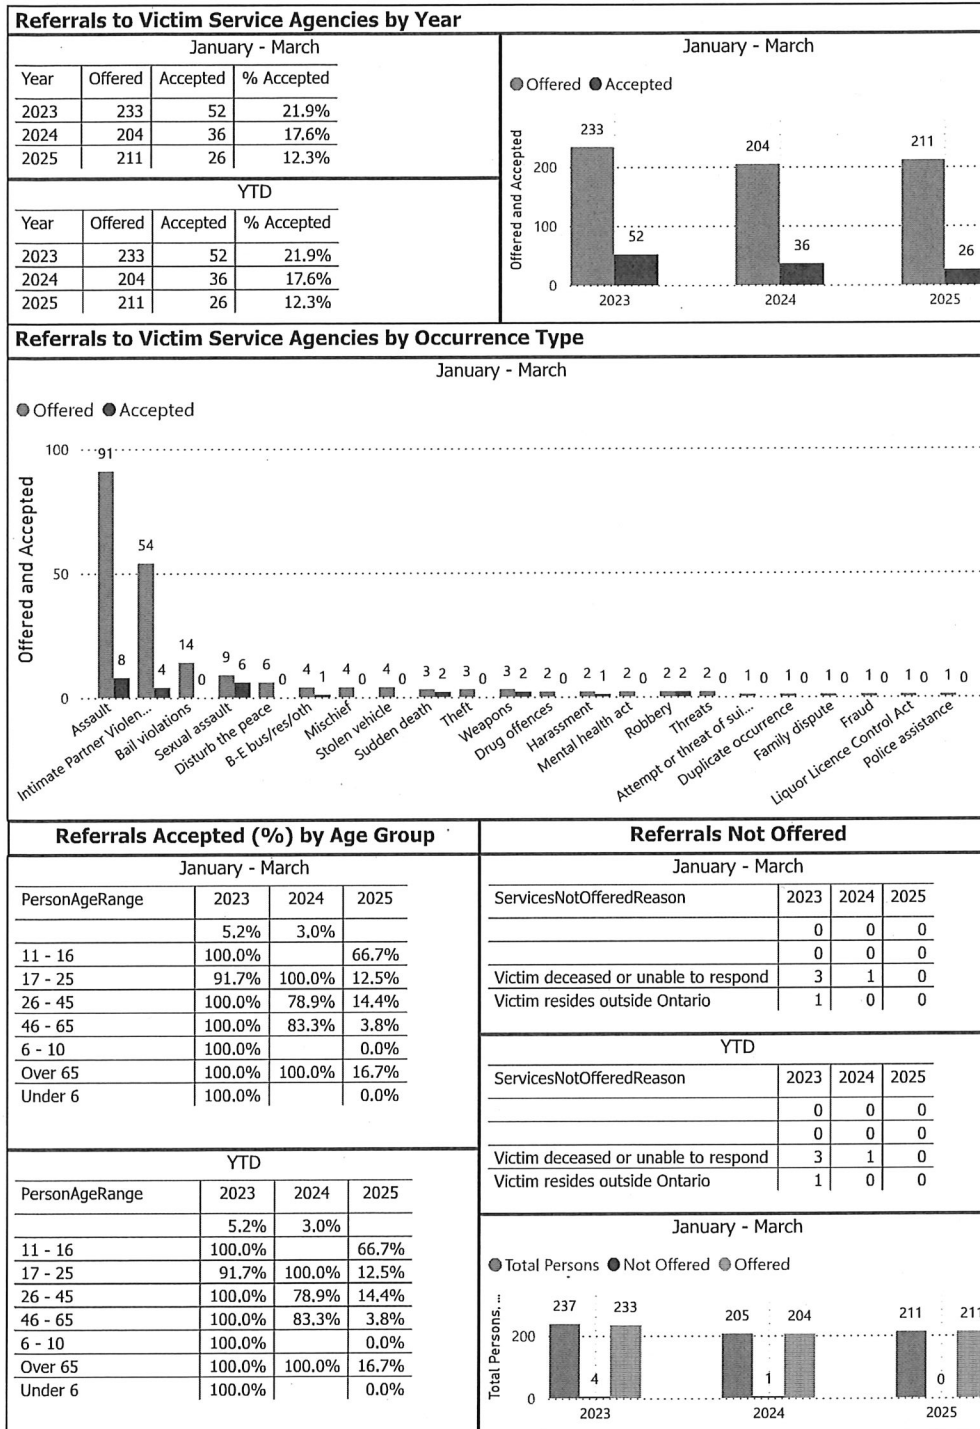 Referrals to Victim Service Agencies by Year
January - March
Year Offered Accepted % Accepted
2023 233 52 21.9%
2024 204 36 17.6%
2025 211 26 12.3%
YTD
Year Offered Accepted % Accepted
2023 233 52 21.9%
2024 204 36 17.6%
2025 211 26 12.3%
January - March
Offered Accepted
Offered and Accepted
200
100
0
233 52
204 36
211 26
2023 2024 2025
Referrals to Victim Service Agencies by Occurrence Type
January - March
Offered Accepted
Offered and Accepted
100
50
0
91 8 54 4 14 0 9 6 6 0 4 1 4 0 4 0 3 2 3 0 3 2 2 0 2 1 2 0 2 2 2 0 1 0 1 0 1 0 1 0 1 0 1 0
Assault
Intimate Partner Violen...
Bail violations
Sexual assault
Disturb the peace
B-E bus/res/oth
Mischief
Stolen vehicle
Sudden death
Theft
Weapons
Drug offences
Harassment
Mental health act
Robbery
Threats
Attempt or threat of sui...
Duplicate occurrence
Family dispute
Fraud
Liquor Licence Control Act
Police assistance
Referrals Accepted (%) by Age Group
January - March
PersonAgeRange 2023 2024 2025
5.2% 3.0%
11 - 16 100.0% 66.7%
17 - 25 91.7% 100.0% 12.5%
26 - 45 100.0% 78.9% 14.4%
46 - 65 100.0% 83.3% 3.8%
6 - 10 100.0% 0.0%
Over 65 100.0% 100.0% 16.7%
Under 6 100.0% 0.0%
YTD
PersonAgeRange 2023 2024 2025
5.2% 3.0%
11 - 16 100.0% 66.7%
17 - 25 91.7% 100.0% 12.5%
26 - 45 100.0% 78.9% 14.4%
46 - 65 100.0% 83.3% 3.8%
6 - 10 100.0% 0.0%
Over 65 100.0% 100.0% 16.7%
Under 6 100.0% 0.0%
Referrals Not Offered
January - March
ServicesNotOfferedReason 2023 2024 2025
0 0 0
0 0 0
Victim deceased or unable to respond 3 1 0
Victim resides outside Ontario 1 0 0
YTD
ServicesNotOfferedReason 2023 2024 2025
0 0 0
0 0 0
Victim deceased or unable to respond 3 1 0
Victim resides outside Ontario 1 0 0
January - March
Total Persons Not Offered Offered
Total Persons, ...
200
0
237 4 233
205 1 204
211 0 211
2023 2024 2025